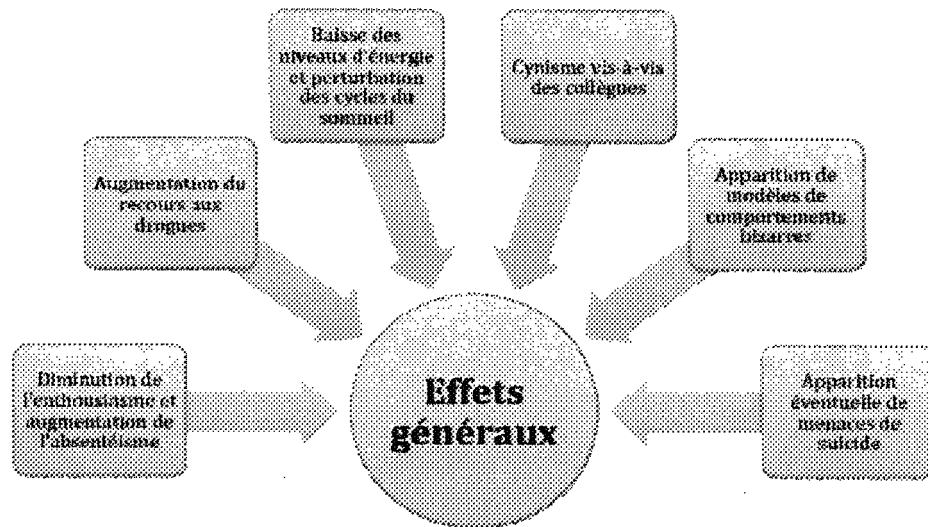 Baisse des
niveaux d'énergie
et perturbation
des cycles du
sommeil
Cynisme vis-à-vis
des collègues
Augmentation du
recours aux
drogues
Apparition de
modèles de
comportements
bizarres
Diminution de
l'enthousiasme et
augmentation de
l'absentéisme
Effets
généraux
Apparition
éventuelle de
menaces de
suicide